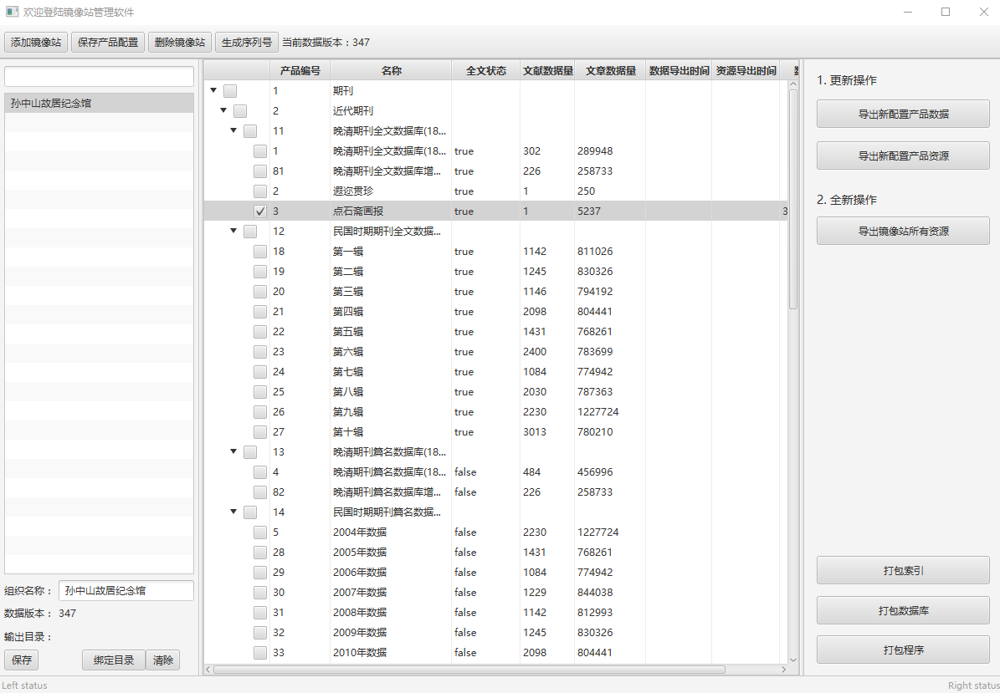 欢迎登陆镜像站管理软件
添加镜像站 保存产品配置 删除镜像站 生成序列号 当前数据版本：347
孙中山故居纪念馆
组织名称： 孙中山故居纪念馆
数据版本： 347
输出目录：
保存 绑定目录 清除
产品编号 名称 全文状态 文献数据量 文章数据量 数据导出时间 资源导出时间
1 期刊
2 近代期刊
11 晚清期刊全文数据库(18...
1 晚清期刊全文数据库(18... true 302 289948
81 晚清期刊全文数据库增... true 226 258733
2 遐迩贯珍 true 1 250
3 点石斋画报 true 1 5237 3
12 民国时期期刊全文数据...
18 第一辑 true 1142 811026
19 第二辑 true 1245 830326
20 第三辑 true 1146 794192
21 第四辑 true 2098 804441
22 第五辑 true 1431 768261
23 第六辑 true 2400 783699
24 第七辑 true 1084 774942
25 第八辑 true 2030 787363
26 第九辑 true 2230 1227724
27 第十辑 true 3013 780210
13 晚清期刊篇名数据库(18...
4 晚清期刊篇名数据库(18... false 484 456996
82 晚清期刊篇名数据库增... false 226 258733
14 民国时期期刊篇名数据...
5 2004年数据 false 2230 1227724
28 2005年数据 false 1431 768261
29 2006年数据 false 1084 774942
30 2007年数据 false 1229 844038
31 2008年数据 false 1142 812993
32 2009年数据 false 1245 830326
33 2010年数据 false 2098 804441
1. 更新操作
导出新配置产品数据
导出新配置产品资源
2. 全新操作
导出镜像站所有资源
打包索引
打包数据库
打包程序
Left status Right status